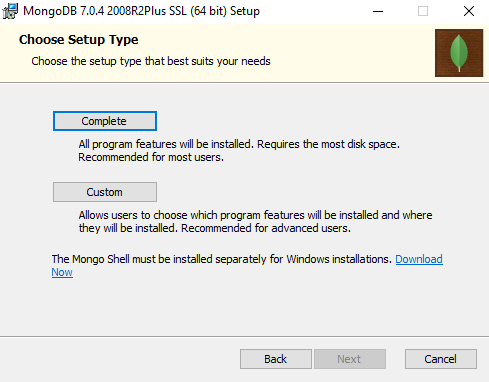 MongoDB 7.0.4 2008R2Plus SSL (64 bit) Setup
Choose Setup Type
Choose the setup type that best suits your needs
Complete
All program features will be installed. Requires the most disk space.
Recommended for most users.
Custom
Allows users to choose which program features will be installed and where
they will be installed. Recommended for advanced users.
The Mongo Shell must be installed separately for Windows installations. Download
Now
Back Next Cancel